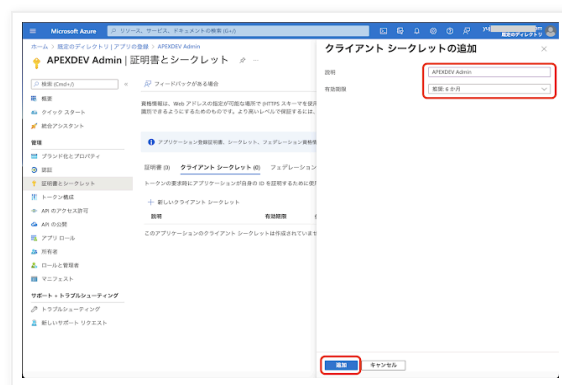 Microsoft Azure
リソース、サービス、ドキュメントの検索 (G+/)
既定のディレクトリ
ホーム > 既定のディレクトリ | アプリの登録 > APEXDEV Admin
APEXDEV Admin | 証明書とシークレット
検索 (Cmd+/)
概要
クイック スタート
統合アシスタント
管理
ブランド化とプロパティ
認証
証明書とシークレット
トークン構成
API のアクセス許可
API の公開
アプリ ロール
所有者
ロールと管理者
マニフェスト
サポート + トラブルシューティング
トラブルシューティング
新しいサポート リクエスト
フィードバックがある場合
資格情報は、Web アドレスの指定が可能な場所で (HTTPS スキーマを使用
識別できるようにするためのものです。より高いレベルで保証するには、
アプリケーション登録証明書、シークレット、フェデレーション資格情
証明書 (0)
クライアント シークレット (0)
フェデレーション
トークンの要求時にアプリケーションが自身の ID を証明するために使
新しいクライアント シークレット
説明
有効期限
このアプリケーションのクライアント シークレットは作成されていませ
クライアント シークレットの追加
説明
APEXDEV Admin
有効期限
推奨: 6 か月
追加
キャンセル